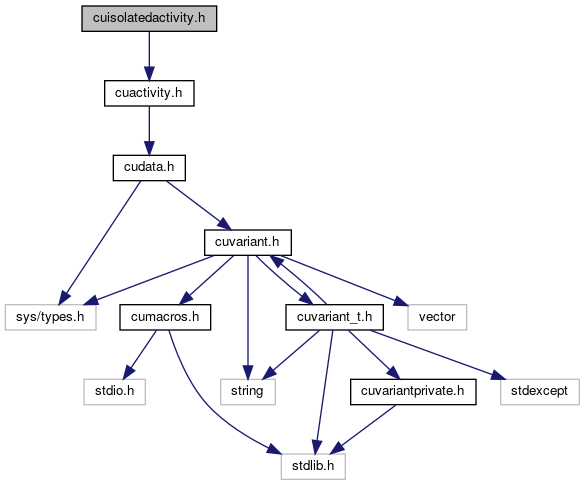 cuisolatedactivity.h
cuactivity.h
cudata.h
cuvariant.h
sys/types.h
cumacros.h
cuvariant_t.h
vector
stdio.h
string
cuvariantprivate.h
stdexcept
stdlib.h